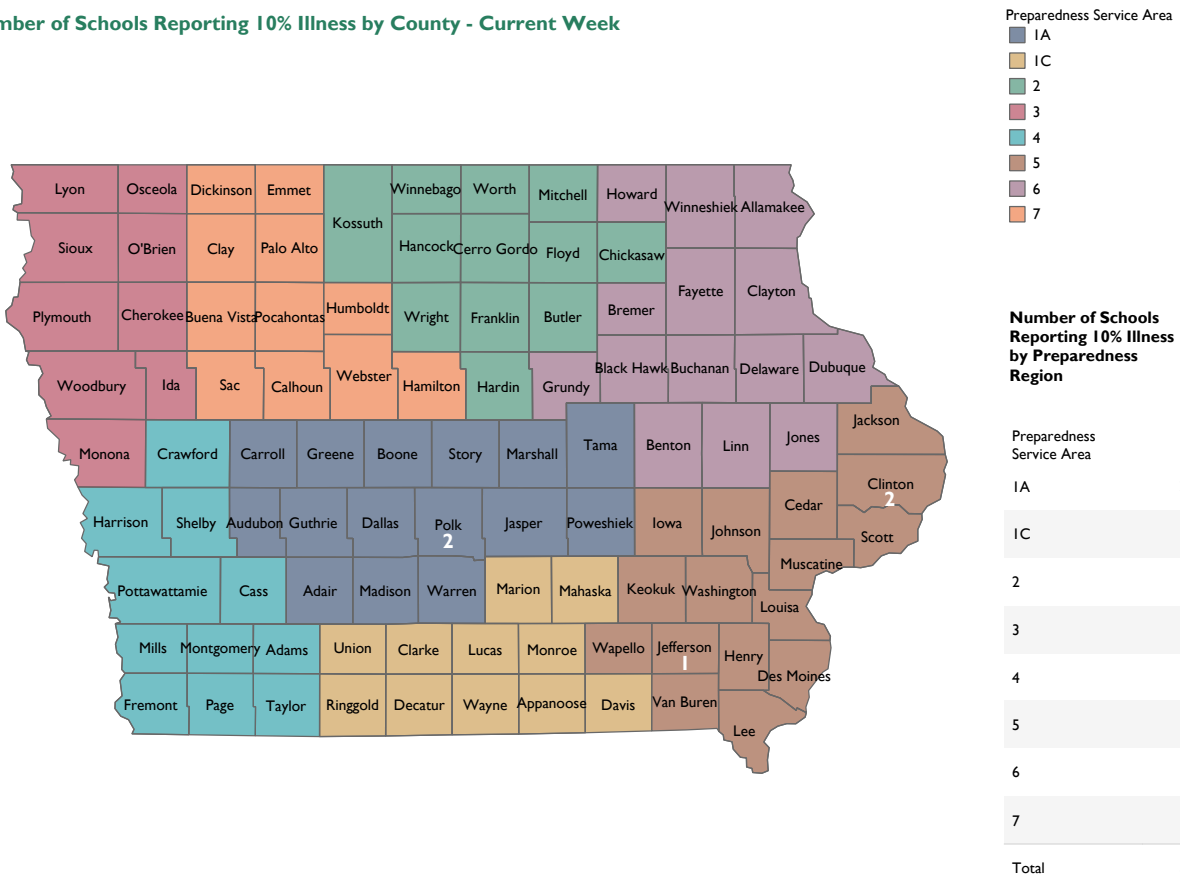 mber of Schools Reporting 10% Illness by County - Current Week
Preparedness Service Area
1A
1C
2
3
4
5
6
7
Lyon
Osceola
Dickinson
Emmet
Kossuth
Winnebago
Worth
Mitchell
Howard
Winneshiek
Allamakee
Sioux
O'Brien
Clay
Palo Alto
Hancock
Cerro Gordo
Floyd
Chickasaw
Plymouth
Cherokee
Buena Vista
Pocahontas
Humboldt
Wright
Franklin
Butler
Bremer
Fayette
Clayton
Woodbury
Ida
Sac
Calhoun
Webster
Hamilton
Hardin
Grundy
Black Hawk
Buchanan
Delaware
Dubuque
Monona
Crawford
Carroll
Greene
Boone
Story
Marshall
Tama
Benton
Linn
Jones
Jackson
Clinton
2
Harrison
Shelby
Audubon
Guthrie
Dallas
Polk
2
Jasper
Poweshiek
Iowa
Johnson
Cedar
Scott
Muscatine
Pottawattamie
Cass
Adair
Madison
Warren
Marion
Mahaska
Keokuk
Washington
Louisa
Mills
Montgomery
Adams
Union
Clarke
Lucas
Monroe
Wapello
Jefferson
1
Henry
Des Moines
Fremont
Page
Taylor
Ringgold
Decatur
Wayne
Appanoose
Davis
Van Buren
Lee
Number of Schools
Reporting 10% Illness
by Preparedness
Region
Preparedness
Service Area
1A
1C
2
3
4
5
6
7
Total